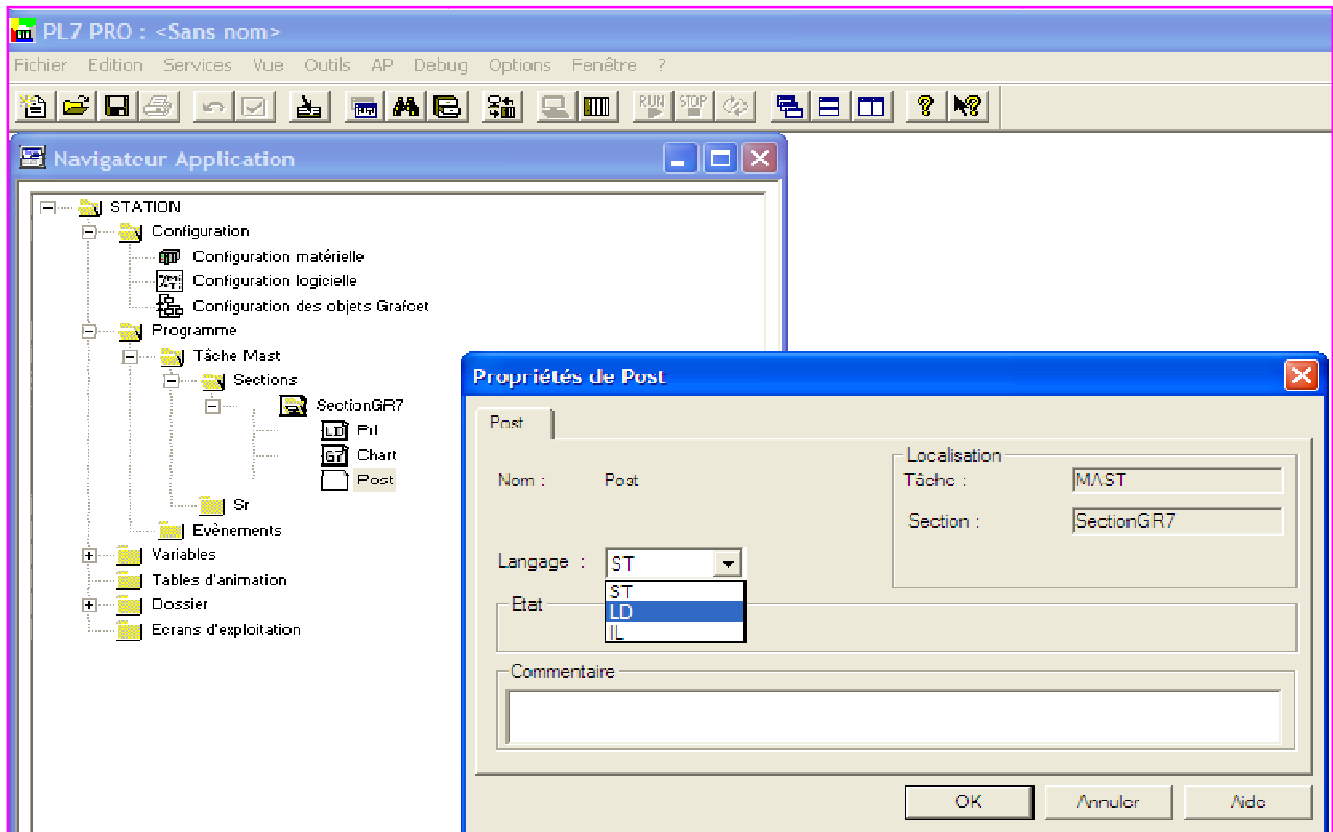 PL7 PRO : <Sans nom>
Fichier Edition Services Vue Outils AP Debug Options Fenêtre ?
RUN STOP
Navigateur Application
STATION
Configuration
Configuration matérielle
Configuration logicielle
Configuration des objets Grafcet
Programme
Tâche Mast
Sections
SectionGR7
LD Prl
G7 Chart
Post
Sr
Evènements
Variables
Tables d'animation
Dossier
Ecrans d'exploitation
Propriétés de Post
Post
Nom : Post
Localisation
Tâche : MAST
Section : SectionGR7
Langage : ST
ST
LD
IL
Etat
Commentaire
OK Annuler Aide